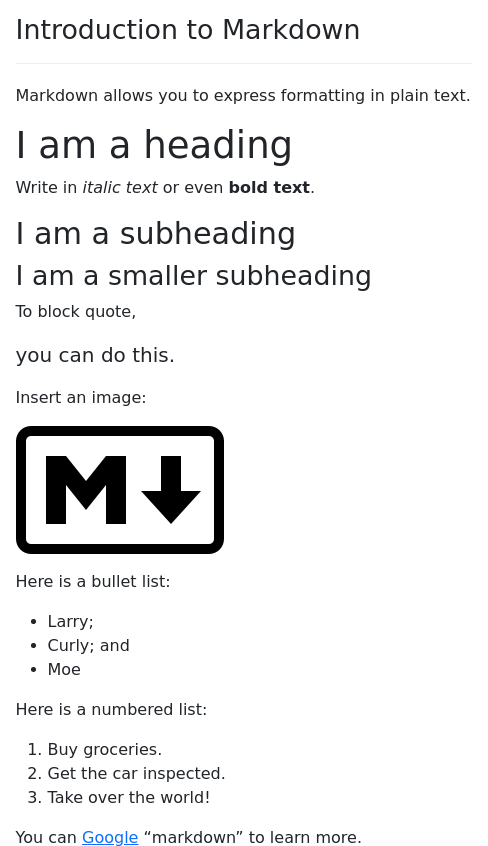 Introduction to Markdown
Markdown allows you to express formatting in plain text.
I am a heading
Write in italic text or even bold text.
I am a subheading
I am a smaller subheading
To block quote,
you can do this.
Insert an image:
M
Here is a bullet list:
• Larry;
• Curly; and
• Moe
Here is a numbered list:
1. Buy groceries.
2. Get the car inspected.
3. Take over the world!
You can Google “markdown” to learn more.